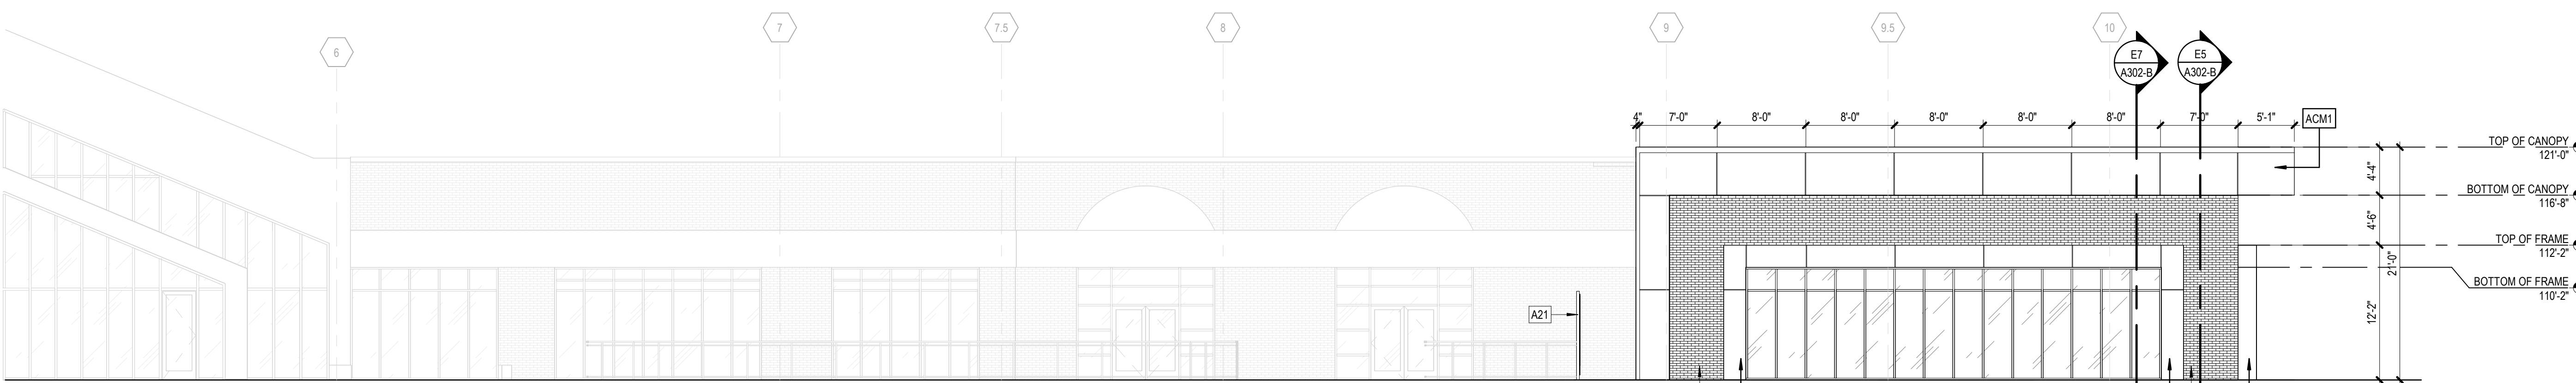 6
7
7.5
8
9
9.5
10
E7
A302-B
E5
A302-B
4"
7'-0"
8'-0"
8'-0"
8'-0"
8'-0"
8'-0"
7'-0"
5'-1"
ACM1
TOP OF CANOPY
121'-0"
4'-4"
BOTTOM OF CANOPY
116'-8"
4'-6"
TOP OF FRAME
112'-2"
21'-0"
BOTTOM OF FRAME
110'-2"
12'-2"
A21